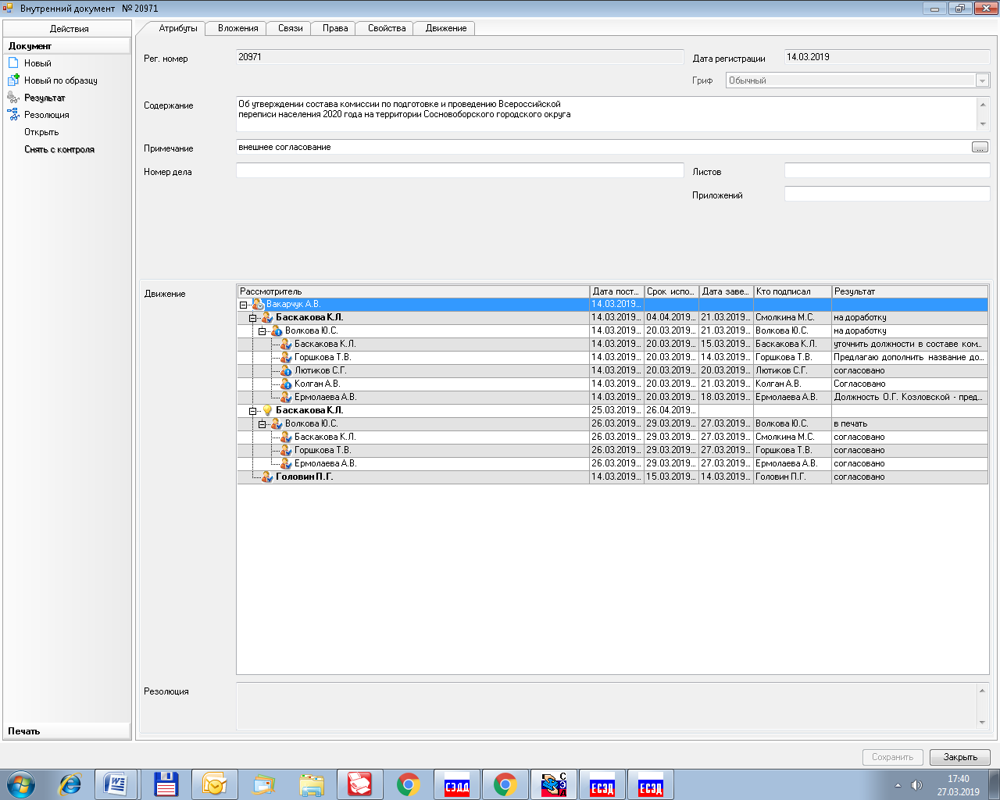 Внутренний документ № 20971
Действия
Документ
Новый
Новый по образцу
Результат
Резолюция
Открыть
Снять с контроля
Печать
Атрибуты Вложения Связи Права Свойства Движение
Рег. номер 20971 Дата регистрации 14.03.2019
Гриф Обычный
Содержание Об утверждении состава комиссии по подготовке и проведению Всероссийской
переписи населения 2020 года на территории Сосновоборского городского округа
Примечание внешнее согласование ...
Номер дела Листов
Приложений
Движение
Рассмотритель Дата пост... Срок испо... Дата заве... Кто подписал Результат
Вакарчук А.В. 14.03.2019...
Баскакова К.Л. 14.03.2019... 04.04.2019... 21.03.2019... Смолкина М.С. на доработку
Волкова Ю.С. 14.03.2019... 20.03.2019... 21.03.2019... Волкова Ю.С. на доработку
Баскакова К.Л. 14.03.2019... 20.03.2019... 15.03.2019... Баскакова К.Л. уточнить должности в составе ком...
Горшкова Т.В. 14.03.2019... 20.03.2019... 14.03.2019... Горшкова Т.В. Предлагаю дополнить название до...
Лютиков С.Г. 14.03.2019... 20.03.2019... 20.03.2019... Лютиков С.Г. согласовано
Колган А.В. 14.03.2019... 20.03.2019... 21.03.2019... Колган А.В. Согласовано
Ермолаева А.В. 14.03.2019... 20.03.2019... 18.03.2019... Ермолаева А.В. Должность О.Г. Козловской - пред...
Баскакова К.Л. 25.03.2019... 26.04.2019...
Волкова Ю.С. 26.03.2019... 29.03.2019... 27.03.2019... Волкова Ю.С. в печать
Баскакова К.Л. 26.03.2019... 29.03.2019... 27.03.2019... Смолкина М.С. согласовано
Горшкова Т.В. 26.03.2019... 29.03.2019... 27.03.2019... Горшкова Т.В. согласовано
Ермолаева А.В. 26.03.2019... 29.03.2019... 27.03.2019... Ермолаева А.В. согласовано
Головин П.Г. 14.03.2019... 15.03.2019... 14.03.2019... Головин П.Г. согласовано
Резолюция
Сохранить Закрыть
СЭДД СЭД ЕСЭД ЕСЭД
17:40
27.03.2019